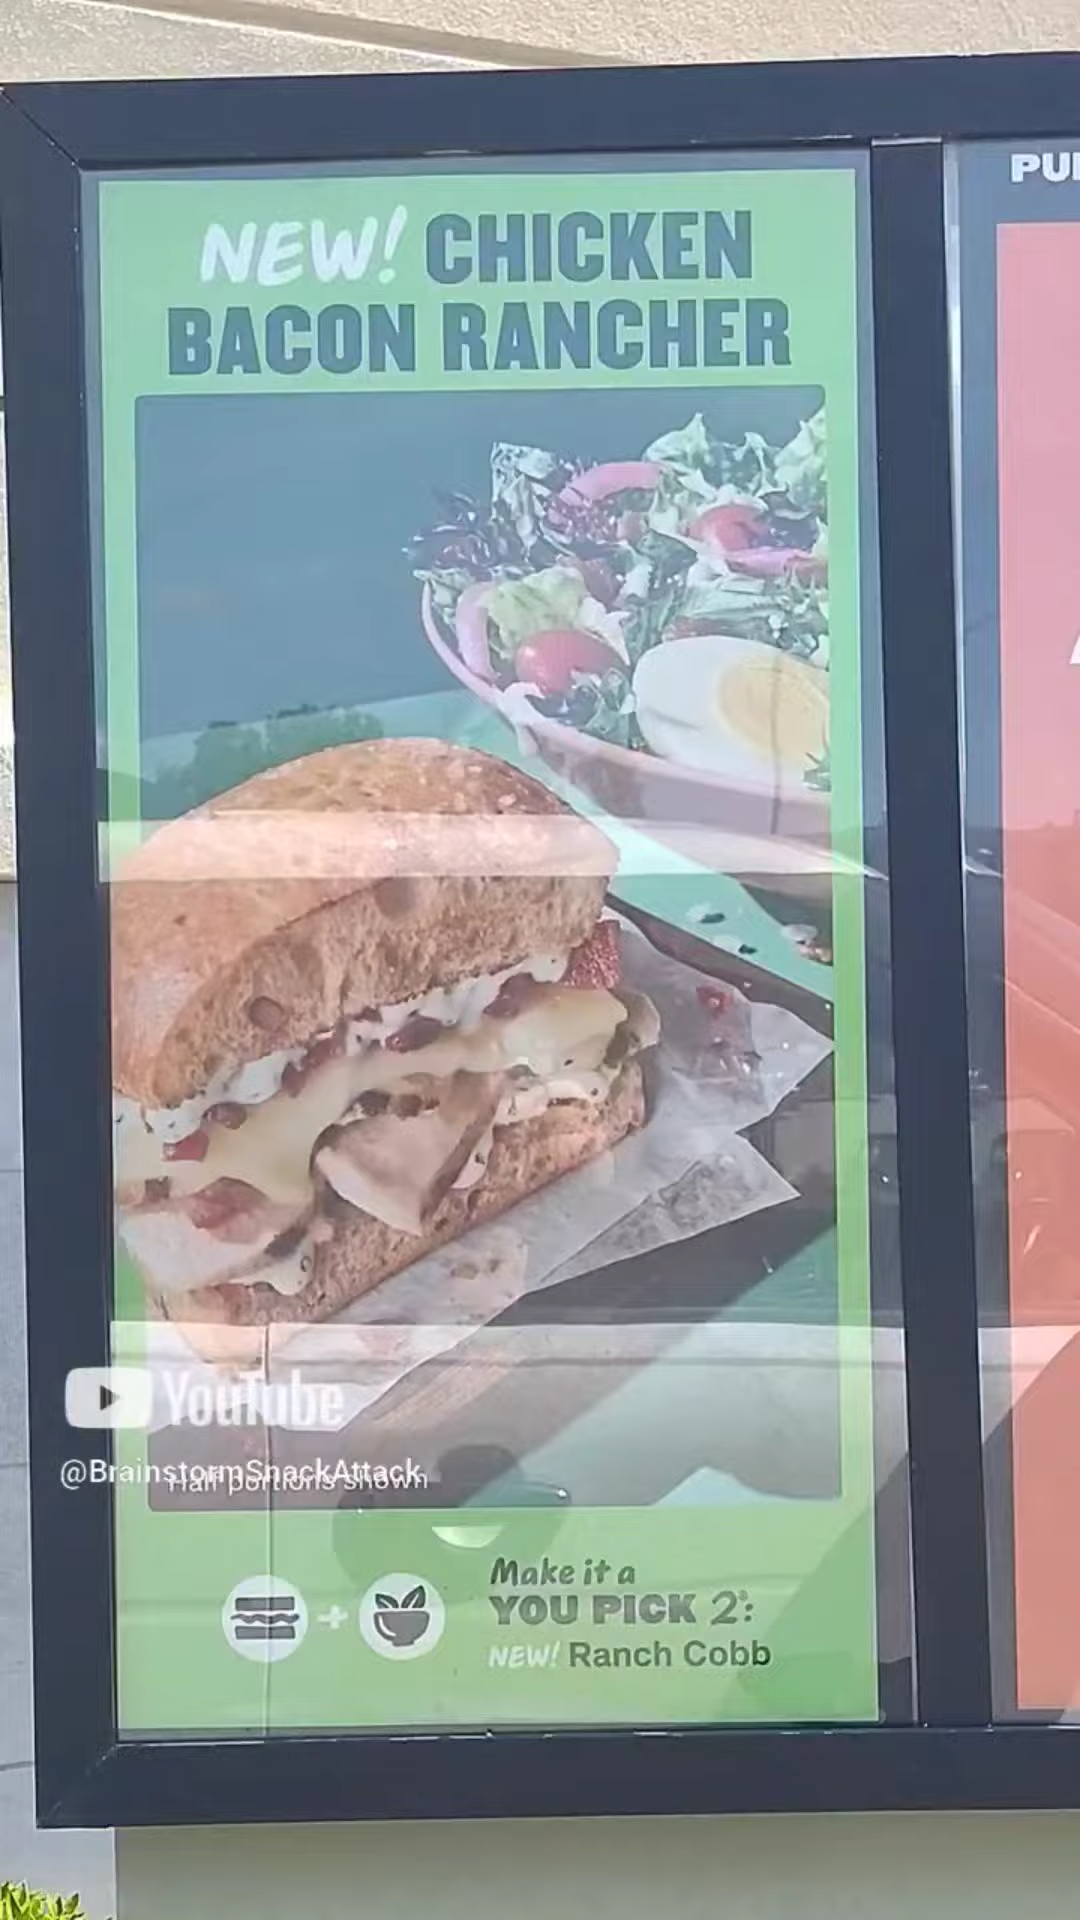 NEW! CHICKEN
BACON RANCHER
PU
YouTube
@BrainstormSnackAttack
Half portions shown
Make it a
YOU PICK 2®:
NEW! Ranch Cobb